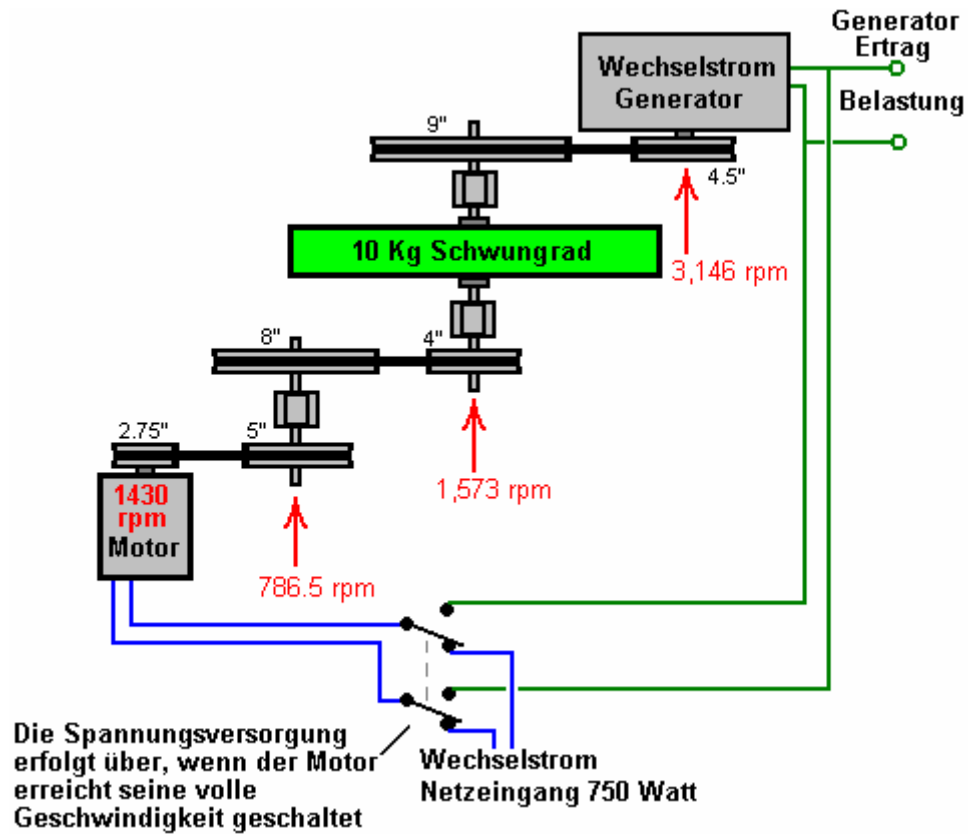 Generator
Ertrag
Wechselstrom
Generator
Belastung
9"
4.5"
10 Kg Schwungrad
3,146 rpm
8"
4"
2.75"
5"
1430
rpm
Motor
1,573 rpm
786.5 rpm
Die Spannungsversorgung
erfolgt über, wenn der Motor
erreicht seine volle
Geschwindigkeit geschaltet
Wechselstrom
Netzeingang 750 Watt